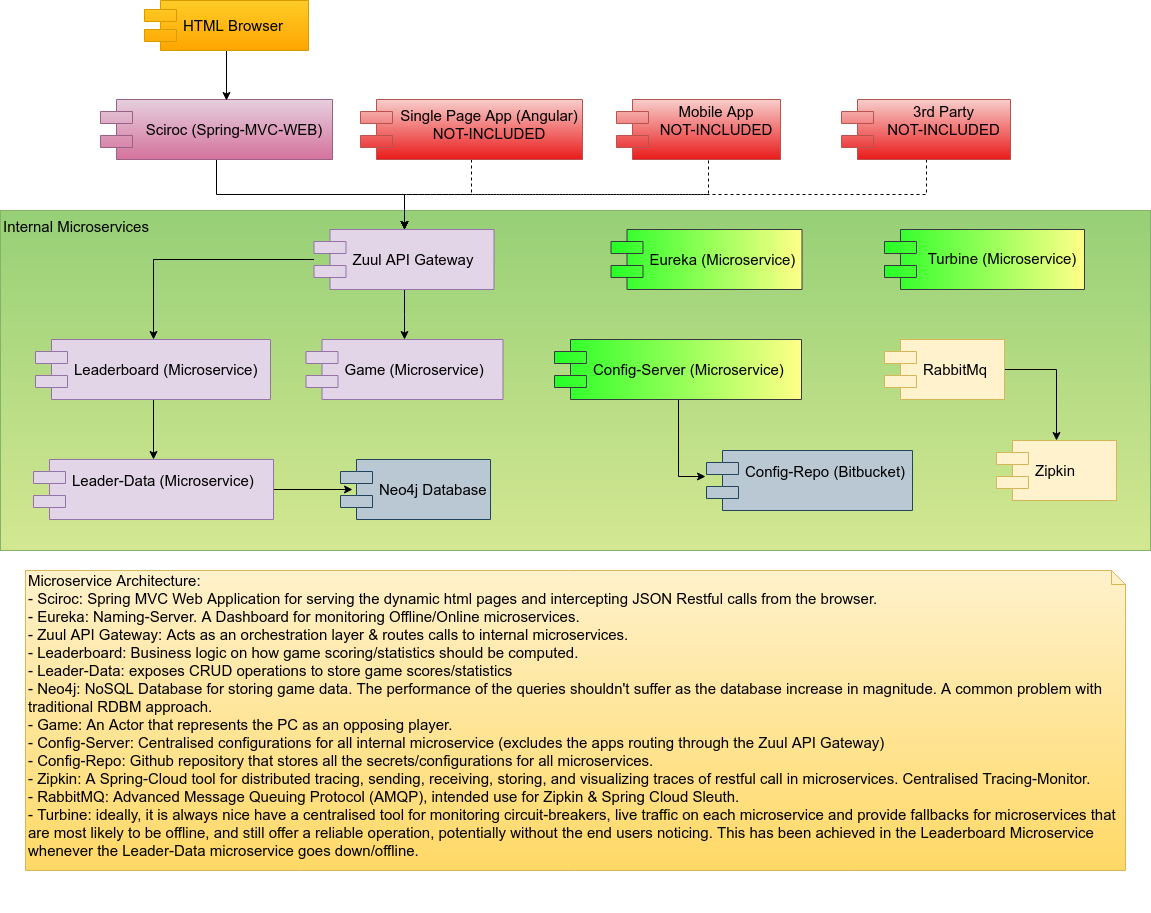 HTML Browser
Sciroc (Spring-MVC-WEB)
Single Page App (Angular)
NOT-INCLUDED
Mobile App
NOT-INCLUDED
3rd Party
NOT-INCLUDED
Internal Microservices
Zuul API Gateway
Eureka (Microservice)
Turbine (Microservice)
Leaderboard (Microservice)
Game (Microservice)
Config-Server (Microservice)
RabbitMq
Leader-Data (Microservice)
Neo4j Database
Config-Repo (Bitbucket)
Zipkin
Microservice Architecture:
- Sciroc: Spring MVC Web Application for serving the dynamic html pages and intercepting JSON Restful calls from the browser.
- Eureka: Naming-Server. A Dashboard for monitoring Offline/Online microservices.
- Zuul API Gateway: Acts as an orchestration layer & routes calls to internal microservices.
- Leaderboard: Business logic on how game scoring/statistics should be computed.
- Leader-Data: exposes CRUD operations to store game scores/statistics
- Neo4j: NoSQL Database for storing game data. The performance of the queries shouldn't suffer as the database increase in magnitude. A common problem with
traditional RDBM approach.
- Game: An Actor that represents the PC as an opposing player.
- Config-Server: Centralised configurations for all internal microservice (excludes the apps routing through the Zuul API Gateway)
- Config-Repo: Github repository that stores all the secrets/configurations for all microservices.
- Zipkin: A Spring-Cloud tool for distributed tracing, sending, receiving, storing, and visualizing traces of restful call in microservices. Centralised Tracing-Monitor.
- RabbitMQ: Advanced Message Queuing Protocol (AMQP), intended use for Zipkin & Spring Cloud Sleuth.
- Turbine: ideally, it is always nice have a centralised tool for monitoring circuit-breakers, live traffic on each microservice and provide fallbacks for microservices that
are most likely to be offline, and still offer a reliable operation, potentially without the end users noticing. This has been achieved in the Leaderboard Microservice
whenever the Leader-Data microservice goes down/offline.